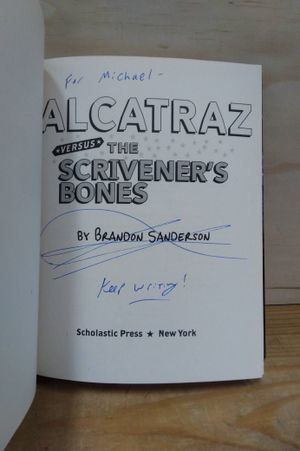 For Michael -
ALCATRAZ
VERSUS THE
SCRIVENER'S
BONES
BY BRANDON SANDERSON
Keep writing!
Scholastic Press ★ New York